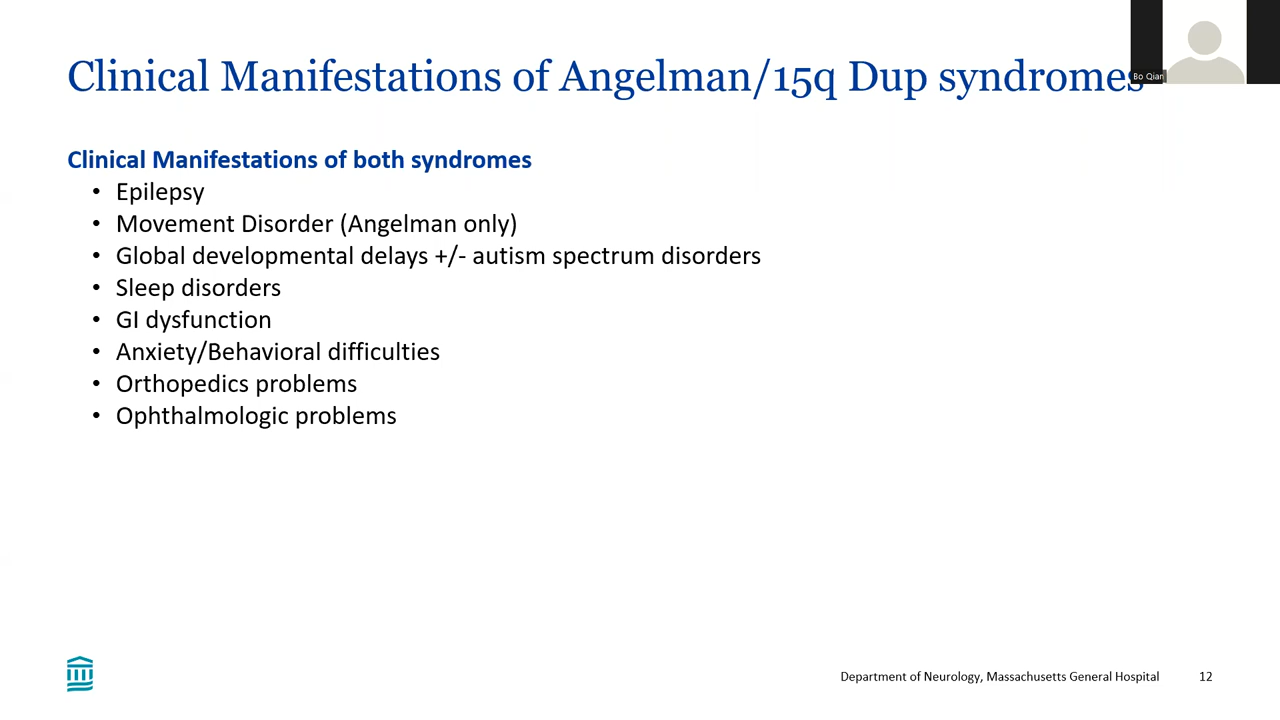 Clinical Manifestations of Angelman/15q Dup syndromes
Bo Qian
Clinical Manifestations of both syndromes
• Epilepsy
• Movement Disorder (Angelman only)
• Global developmental delays +/- autism spectrum disorders
• Sleep disorders
• GI dysfunction
• Anxiety/Behavioral difficulties
• Orthopedics problems
• Ophthalmologic problems
Department of Neurology, Massachusetts General Hospital 12